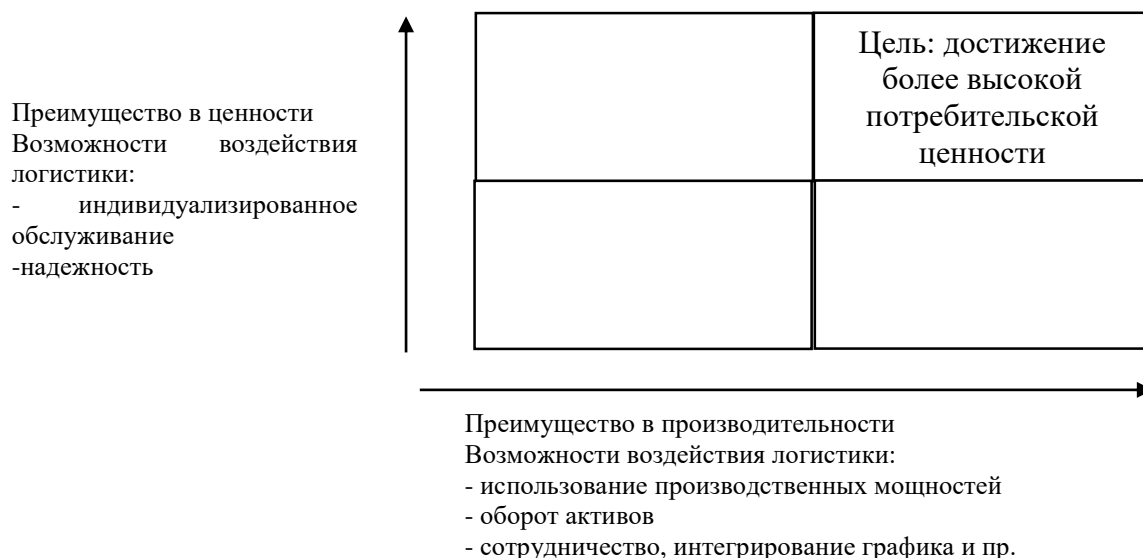 Цель: достижение
более высокой
потребительской
ценности
Преимущество в ценности
Возможности воздействия
логистики:
- индивидуализированное
обслуживание
-надежность
Преимущество в производительности
Возможности воздействия логистики:
- использование производственных мощностей
- оборот активов
- сотрудничество, интегрирование графика и пр.